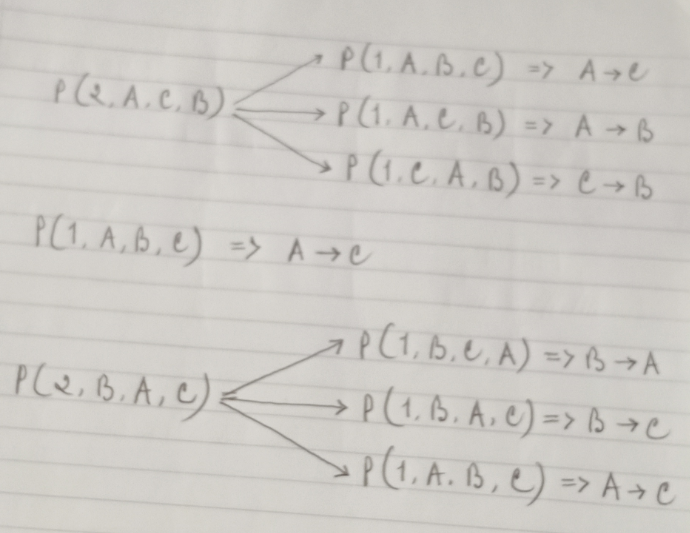 P(1, A, B, C) => A→C
P(2, A, C, B)
P(1, A, C, B) => A → B
P(1, C, A, B) => C → B
P(1, A, B, C) => A → C
P(1, B, C, A) => B → A
P(2, B, A, C)
P(1, B, A, C) => B → C
P(1, A. B, C) => A → C